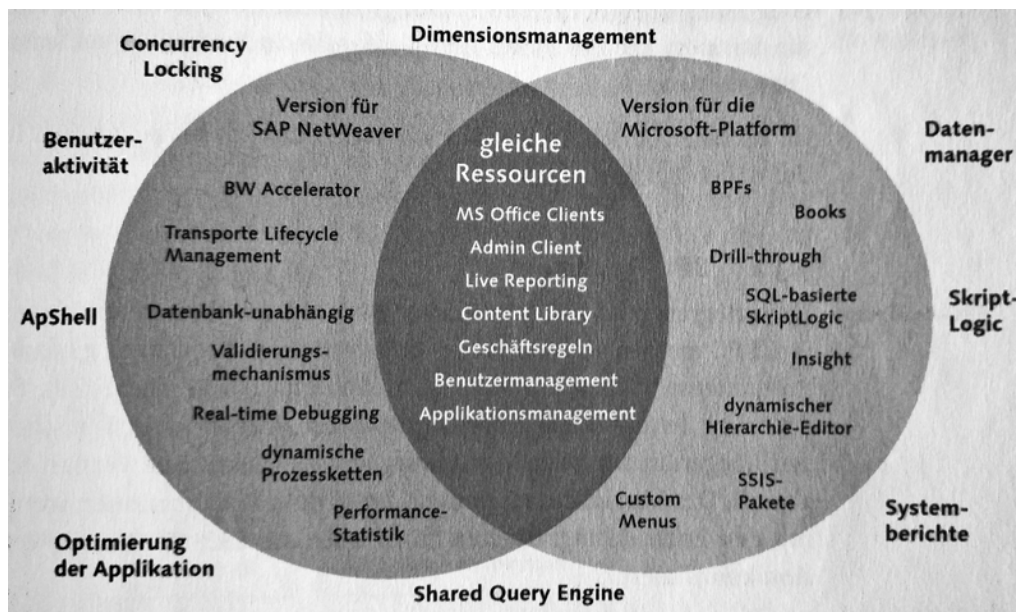 Concurrency
Locking
Dimensionsmanagement
Benutzer-
aktivität
ApShell
Optimierung
der Applikation
Version für
SAP NetWeaver
BW Accelerator
Transporte Lifecycle
Management
Datenbank-unabhängig
Validierungs-
mechanismus
Real-time Debugging
dynamische
Prozessketten
Performance-
Statistik
gleiche
Ressourcen
MS Office Clients
Admin Client
Live Reporting
Content Library
Geschäftsregeln
Benutzermanagement
Applikationsmanagement
Version für die
Microsoft-Platform
BPFs
Books
Drill-through
SQL-basierte
SkriptLogic
Insight
dynamischer
Hierarchie-Editor
SSIS-
Pakete
Custom
Menus
Daten-
manager
Skript-
Logic
System-
berichte
Shared Query Engine